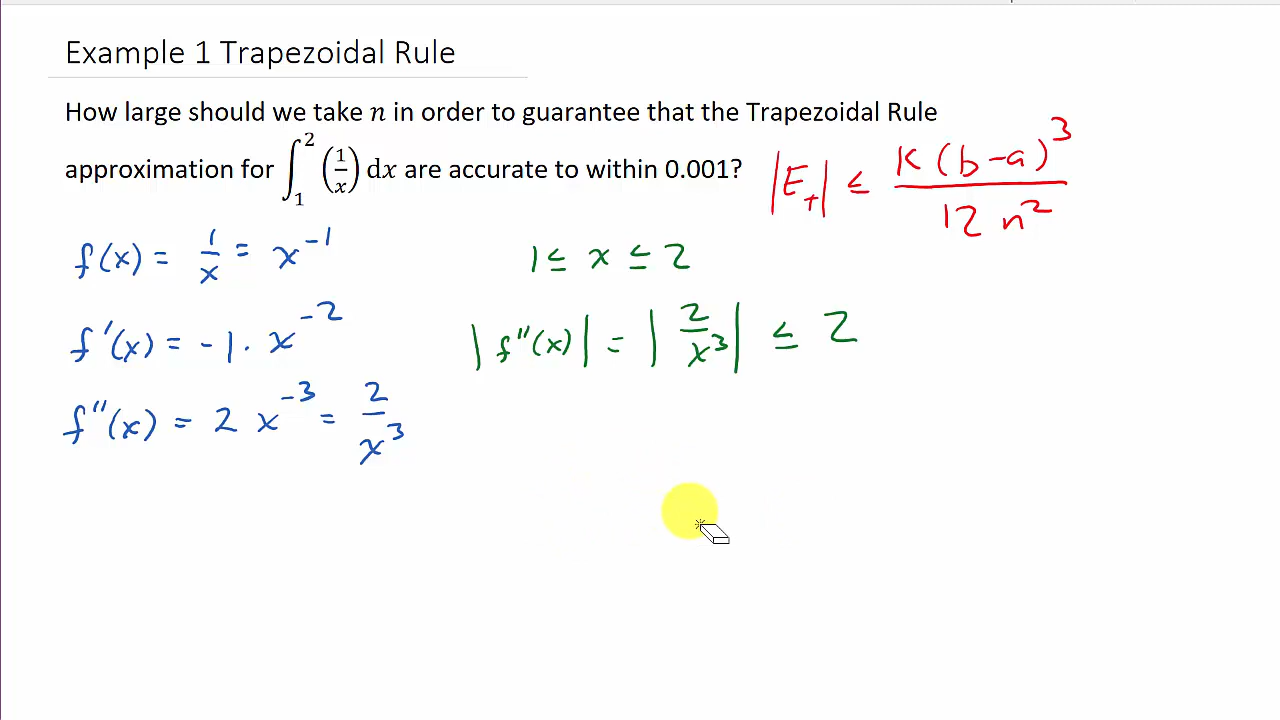 Example 1 Trapezoidal Rule
How large should we take n in order to guarantee that the Trapezoidal Rule
approximation for ∫₁² (1/x) dx are accurate to within 0.001?
|E_T| ≤ K(b-a)³ / 12n²
f(x) = 1/x = x⁻¹
1 ≤ x ≤ 2
f'(x) = -1 · x⁻²
|f''(x)| = |2/x³| ≤ 2
f''(x) = 2x⁻³ = 2/x³